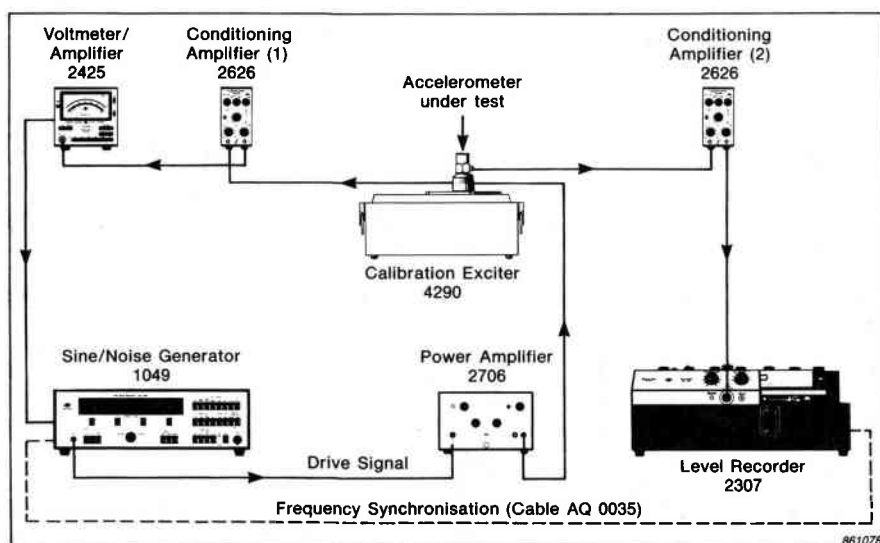 Voltmeter/
Amplifier
2425
Conditioning
Amplifier (1)
2626
Accelerometer
under test
Conditioning
Amplifier (2)
2626
Calibration Exciter
4290
Sine/Noise Generator
1049
Power Amplifier
2706
Level Recorder
2307
Drive Signal
Frequency Synchronisation (Cable AQ 0035)
861078